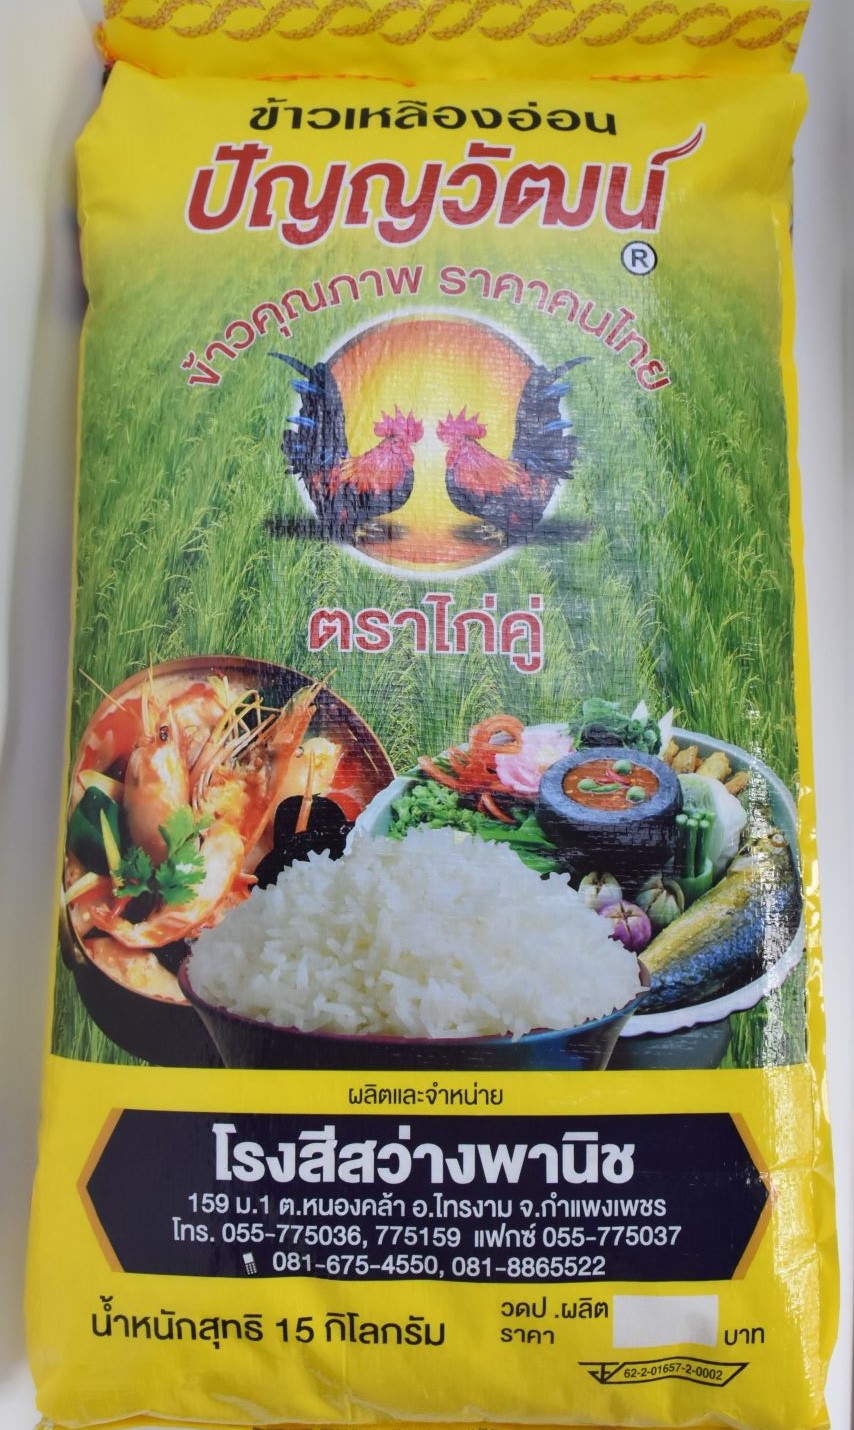 ข้าวเหลืองอ่อน
ปัญญวัฒน์
®
ข้าวคุณภาพ ราคาคนไทย
ตราไก่คู่
ผลิตและจำหน่าย
โรงสีสว่างพานิช
159 ม.1 ต.หนองคล้า อ.ไทรงาม จ.กำแพงเพชร
โทร. 055-775036, 775159 แฟกซ์ 055-775037
081-675-4550, 081-8865522
น้ำหนักสุทธิ 15 กิโลกรัม
วดป .ผลิต
ราคา บาท
62-2-01657-2-0002